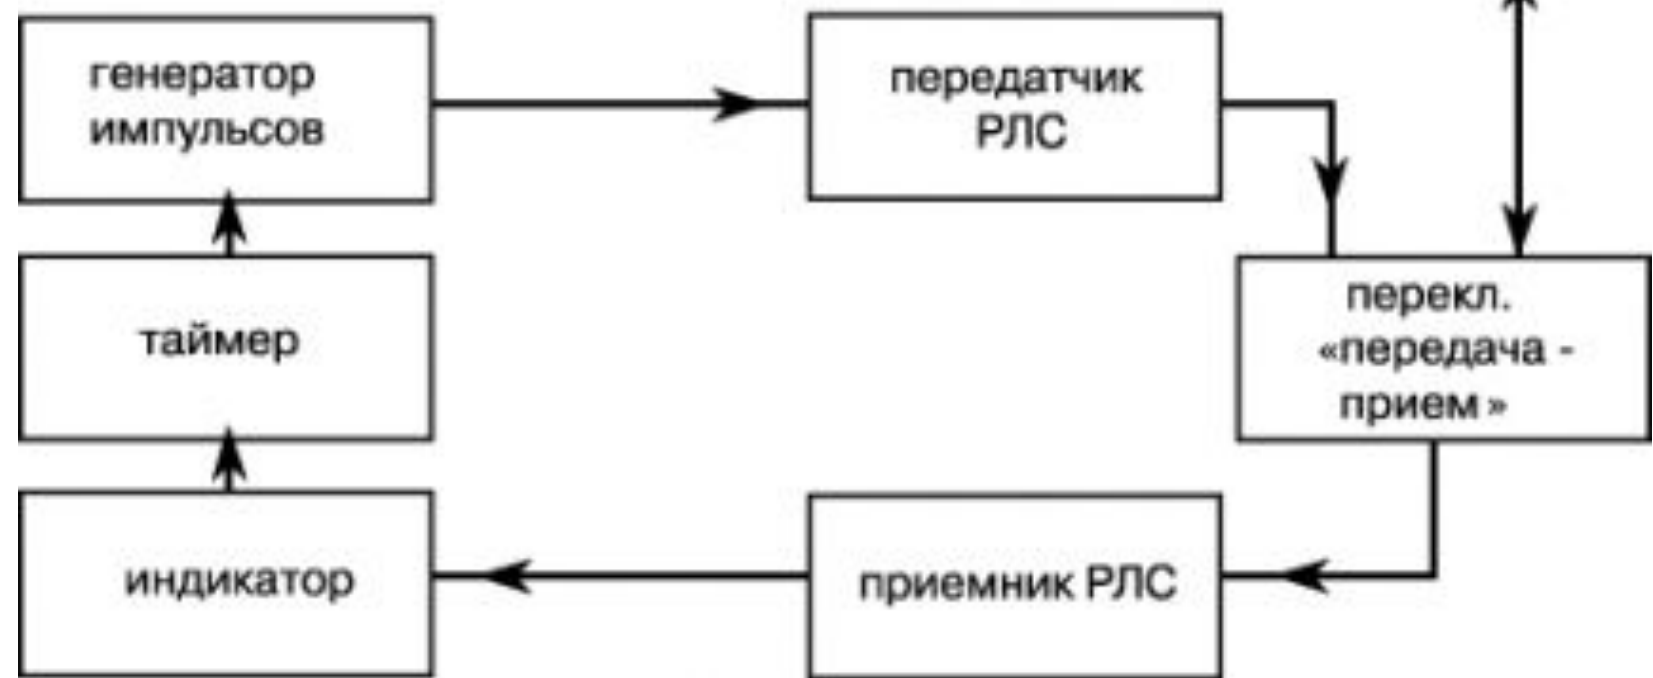 генератор
импульсов
передатчик
РЛС
таймер
перекл.
«передача -
прием»
индикатор
приемник РЛС